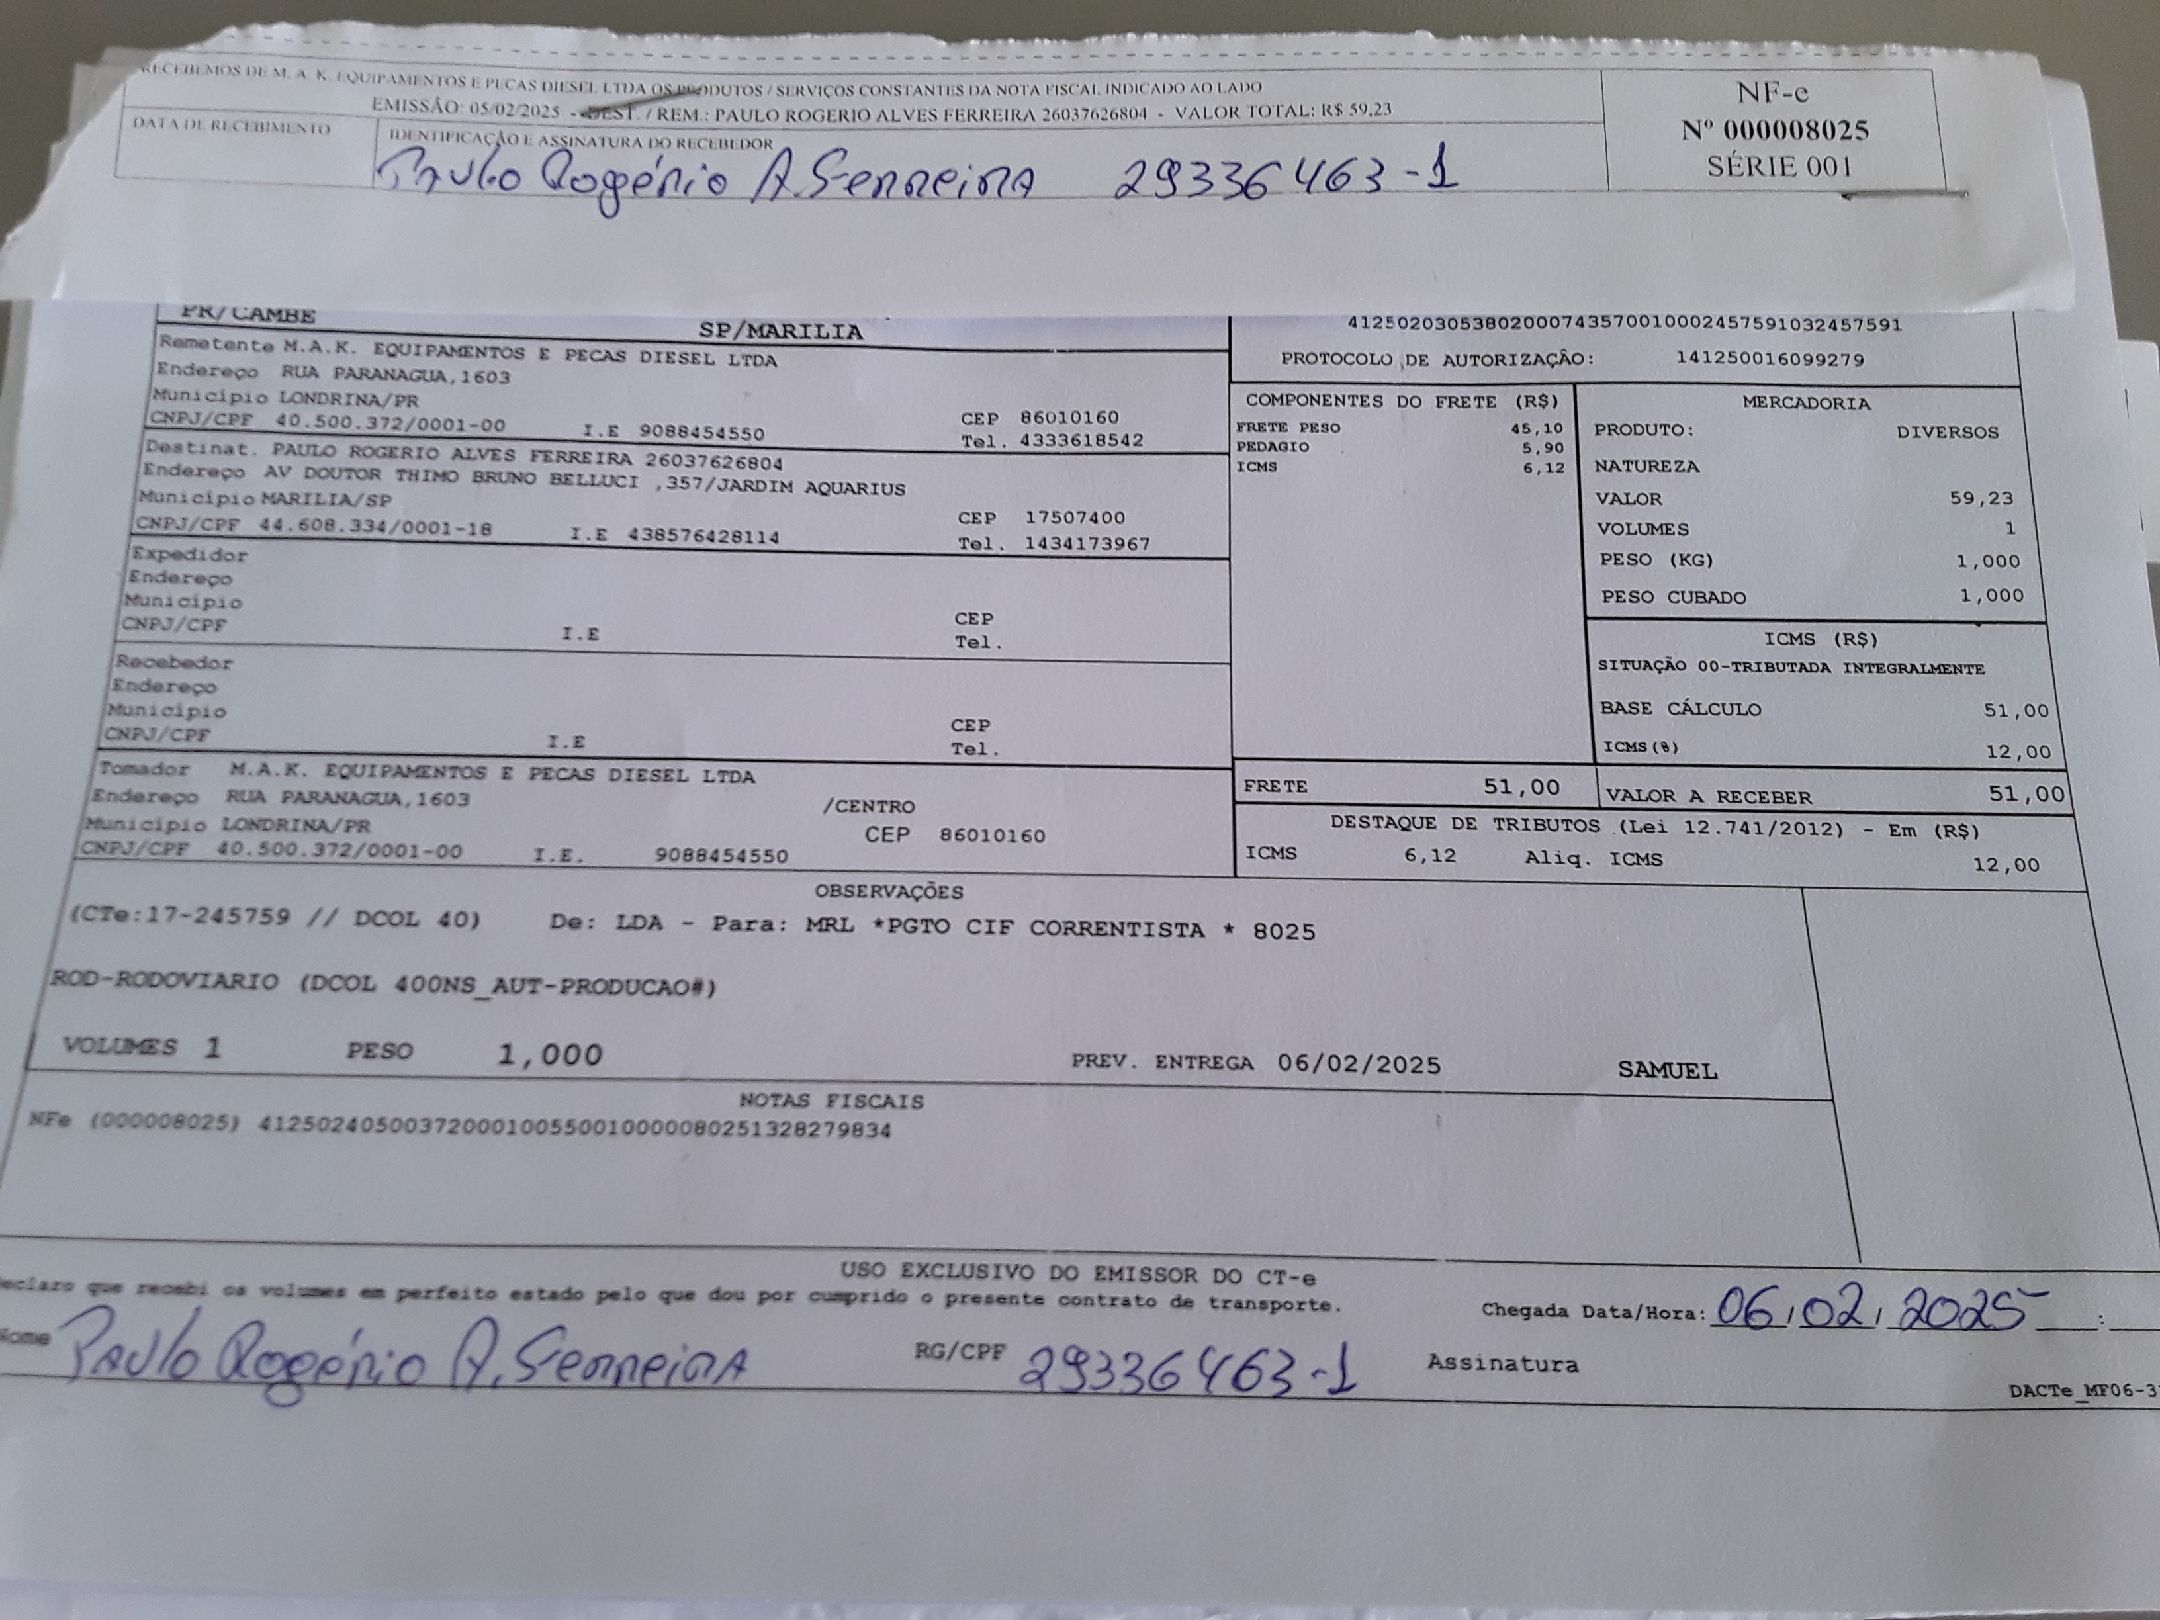 RECEBEMOS DE M. A. K. EQUIPAMENTOS E PECAS DIESEL LTDA OS PRODUTOS / SERVIÇOS CONSTANTES DA NOTA FISCAL INDICADO AO LADO
EMISSÃO: 05/02/2025 - DEST. / REM.: PAULO ROGERIO ALVES FERREIRA 26037626804 - VALOR TOTAL: R$ 59,23
DATA DE RECEBIMENTO
IDENTIFICAÇÃO E ASSINATURA DO RECEBEDOR
Paulo Rogério A. Ferreira 29336463-1
NF-e
Nº 000008025
SÉRIE 001
PR/CAMBE
SP/MARILIA
Remetente M.A.K. EQUIPAMENTOS E PECAS DIESEL LTDA
Endereço RUA PARANAGUA,1603
Município LONDRINA/PR CEP 86010160
CNPJ/CPF 40.500.372/0001-00 I.E 9088454550 Tel. 4333618542
Destinat. PAULO ROGERIO ALVES FERREIRA 26037626804
Endereço AV DOUTOR THIMO BRUNO BELLUCI ,357/JARDIM AQUARIUS
Município MARILIA/SP CEP 17507400
CNPJ/CPF 44.608.334/0001-18 I.E 438576428114 Tel. 1434173967
Expedidor
Endereço
Município CEP
CNPJ/CPF I.E Tel.
Recebedor
Endereço
Município CEP
CNPJ/CPF I.E Tel.
Tomador M.A.K. EQUIPAMENTOS E PECAS DIESEL LTDA
Endereço RUA PARANAGUA,1603 /CENTRO
Município LONDRINA/PR CEP 86010160
CNPJ/CPF 40.500.372/0001-00 I.E. 9088454550
41250203053802000743570010002457591032457591
PROTOCOLO DE AUTORIZAÇÃO: 141250016099279
COMPONENTES DO FRETE (R$)
FRETE PESO 45,10
PEDAGIO 5,90
ICMS 6,12
MERCADORIA
PRODUTO: DIVERSOS
NATUREZA
VALOR 59,23
VOLUMES 1
PESO (KG) 1,000
PESO CUBADO 1,000
ICMS (R$)
SITUAÇÃO 00-TRIBUTADA INTEGRALMENTE
BASE CÁLCULO 51,00
ICMS(%) 12,00
FRETE 51,00
VALOR A RECEBER 51,00
DESTAQUE DE TRIBUTOS (Lei 12.741/2012) - Em (R$)
ICMS 6,12 Aliq. ICMS 12,00
OBSERVAÇÕES
(CTe:17-245759 // DCOL 40) De: LDA - Para: MRL *PGTO CIF CORRENTISTA * 8025
ROD-RODOVIARIO (DCOL 400NS_AUT-PRODUCAO#)
VOLUMES 1 PESO 1,000 PREV. ENTREGA 06/02/2025 SAMUEL
NOTAS FISCAIS
NFe (000008025) 41250240500372000100550010000080251328279834
USO EXCLUSIVO DO EMISSOR DO CT-e
eclaro que recebi os volumes em perfeito estado pelo que dou por cumprido o presente contrato de transporte.
Chegada Data/Hora: 06/02/2025 :
ome Paulo Rogério A. Ferreira RG/CPF 29336463-1 Assinatura
DACTe_MF06-3